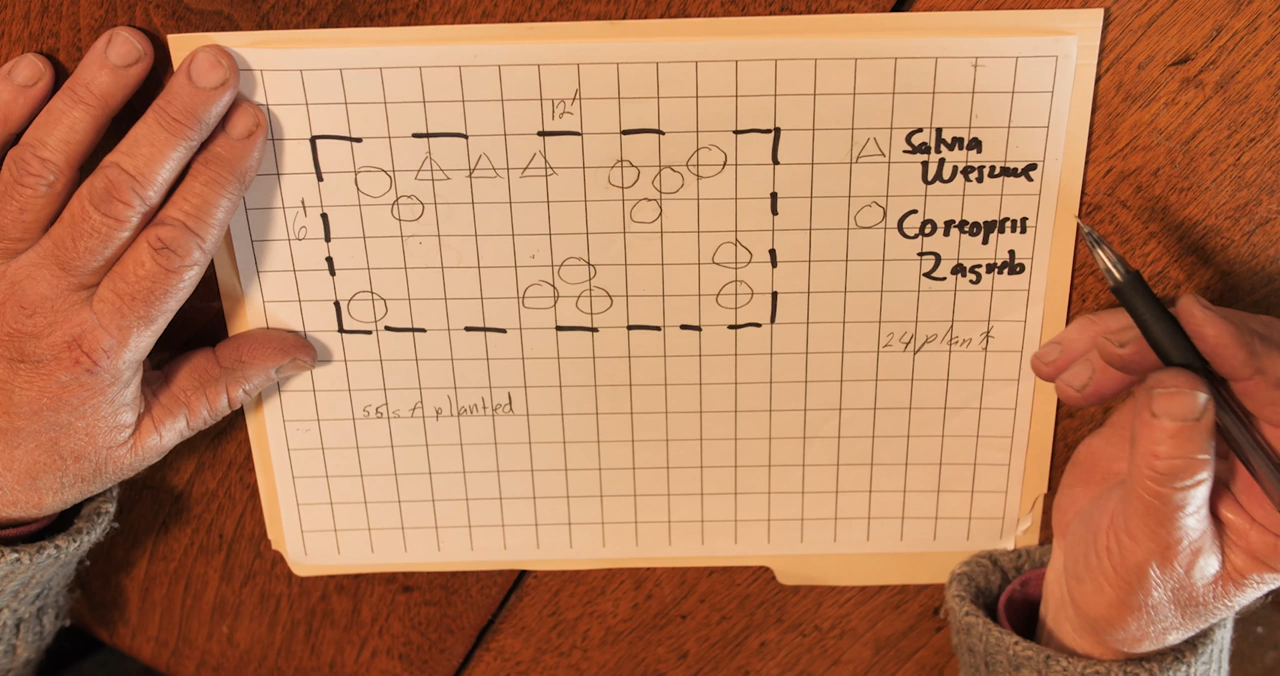 12'
6'
Salvia
Wesuwe
Coreopsis
Zagreb
24 plants
55 sf planted